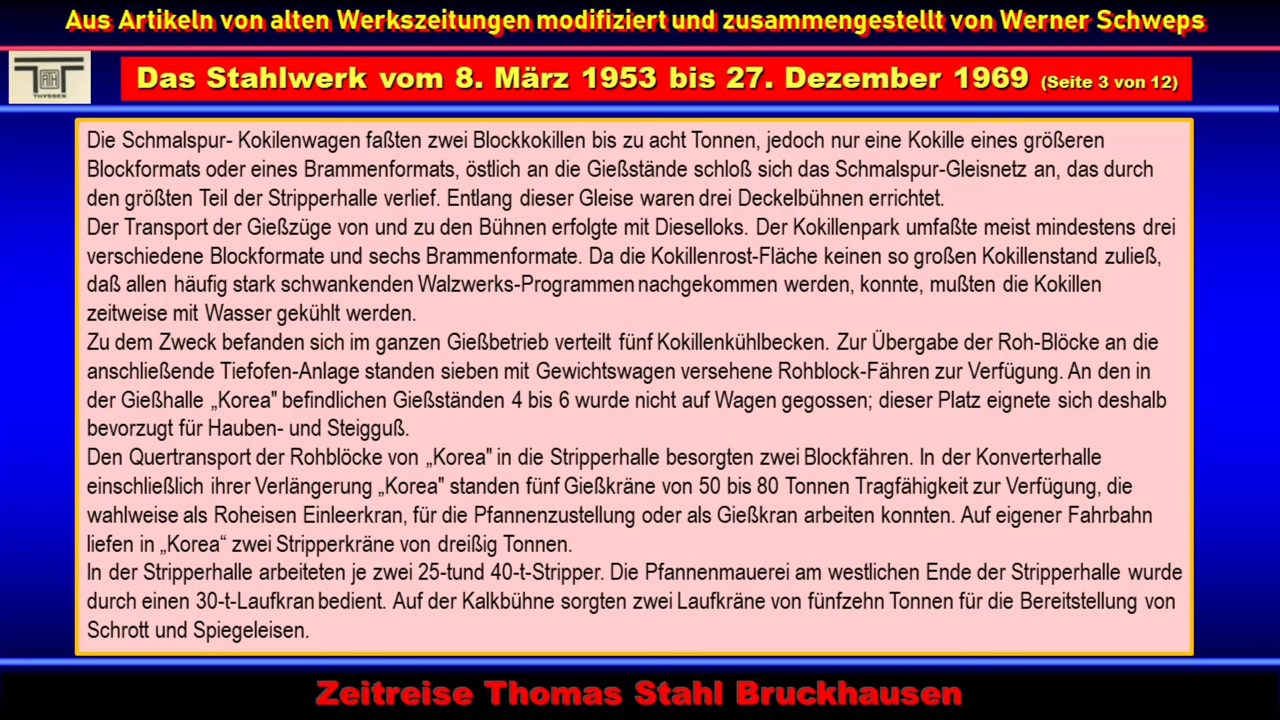 Aus Artikeln von alten Werkszeitungen modifiziert und zusammengestellt von Werner Schweps
ATH
THYSSEN
Das Stahlwerk vom 8. März 1953 bis 27. Dezember 1969 (Seite 3 von 12)
Die Schmalspur- Kokilenwagen faßten zwei Blockkokillen bis zu acht Tonnen, jedoch nur eine Kokille eines größeren
Blockformats oder eines Brammenformats, östlich an die Gießstände schloß sich das Schmalspur-Gleisnetz an, das durch
den größten Teil der Stripperhalle verlief. Entlang dieser Gleise waren drei Deckelbühnen errichtet.
Der Transport der Gießzüge von und zu den Bühnen erfolgte mit Dieselloks. Der Kokillenpark umfaßte meist mindestens drei
verschiedene Blockformate und sechs Brammenformate. Da die Kokillenrost-Fläche keinen so großen Kokillenstand zuließ,
daß allen häufig stark schwankenden Walzwerks-Programmen nachgekommen werden, konnte, mußten die Kokillen
zeitweise mit Wasser gekühlt werden.
Zu dem Zweck befanden sich im ganzen Gießbetrieb verteilt fünf Kokillenkühlbecken. Zur Übergabe der Roh-Blöcke an die
anschließende Tiefofen-Anlage standen sieben mit Gewichtswagen versehene Rohblock-Fähren zur Verfügung. An den in
der Gießhalle „Korea" befindlichen Gießständen 4 bis 6 wurde nicht auf Wagen gegossen; dieser Platz eignete sich deshalb
bevorzugt für Hauben- und Steigguß.
Den Quertransport der Rohblöcke von „Korea" in die Stripperhalle besorgten zwei Blockfähren. In der Konverterhalle
einschließlich ihrer Verlängerung „Korea" standen fünf Gießkräne von 50 bis 80 Tonnen Tragfähigkeit zur Verfügung, die
wahlweise als Roheisen Einleerkran, für die Pfannenzustellung oder als Gießkran arbeiten konnten. Auf eigener Fahrbahn
liefen in „Korea“ zwei Stripperkräne von dreißig Tonnen.
In der Stripperhalle arbeiteten je zwei 25-tund 40-t-Stripper. Die Pfannenmauerei am westlichen Ende der Stripperhalle wurde
durch einen 30-t-Laufkran bedient. Auf der Kalkbühne sorgten zwei Laufkräne von fünfzehn Tonnen für die Bereitstellung von
Schrott und Spiegeleisen.
Zeitreise Thomas Stahl Bruckhausen